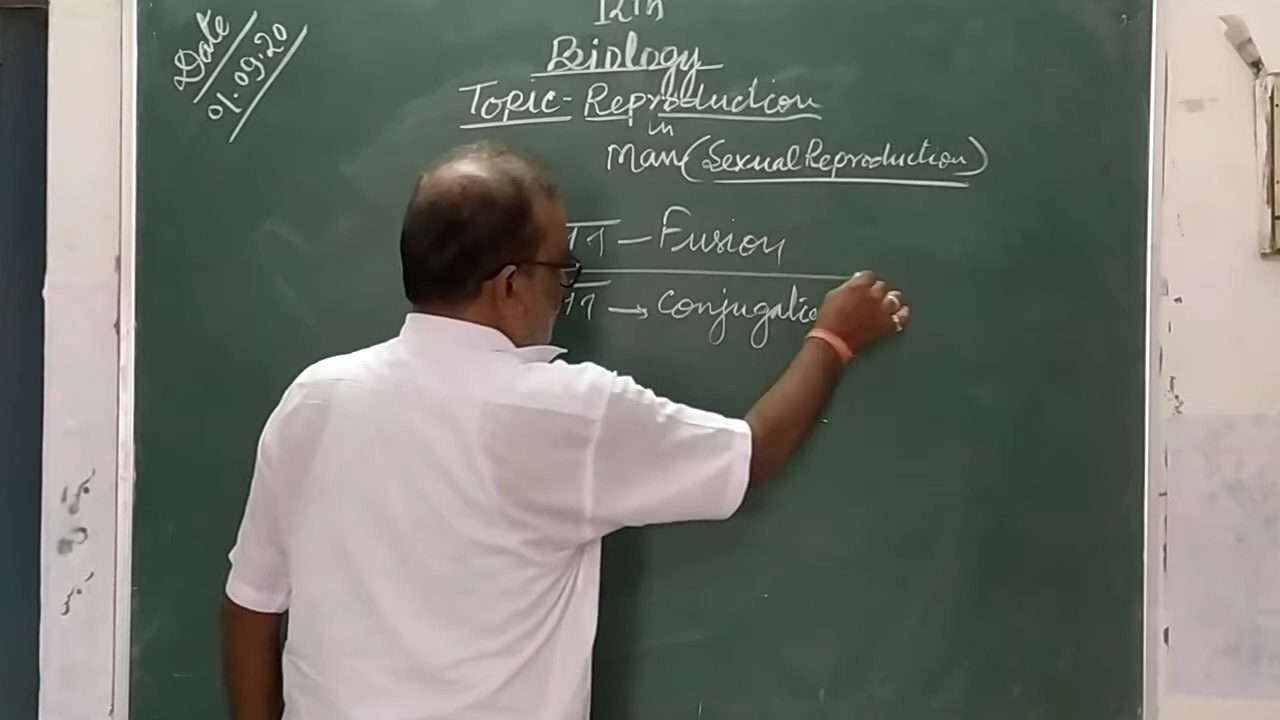 Date
01.09.20
12th
Biology
Topic- Reproduction
in
Man (Sexual Reproduction)
— Fusion
→ Conjugatio